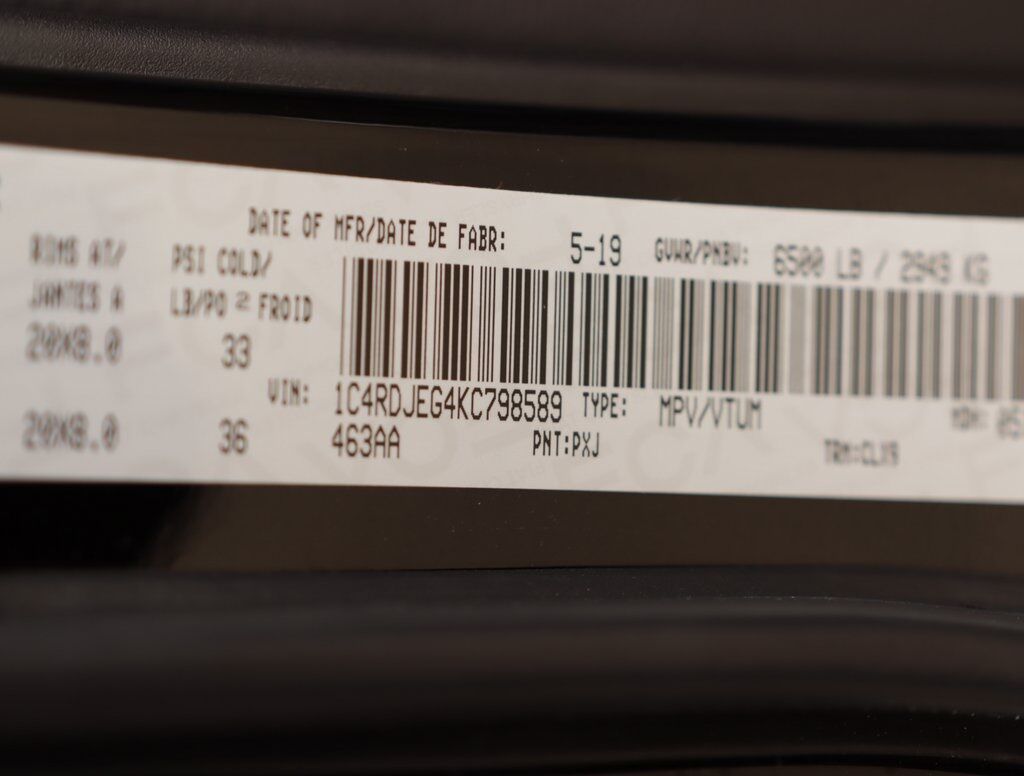 DATE OF MFR/DATE DE FABR: 5-19 GVWR/PNBV: 6500 LB / 2948 KG
RIMS AT/ PSI COLD/
JANTES A LB/PO 2 FROID
20X8.0 33
VIN: 1C4RDJEG4KC798589 TYPE: MPV/VTUM MDH: 05
20X8.0 36 463AA PNT:PXJ TRM:CLX9